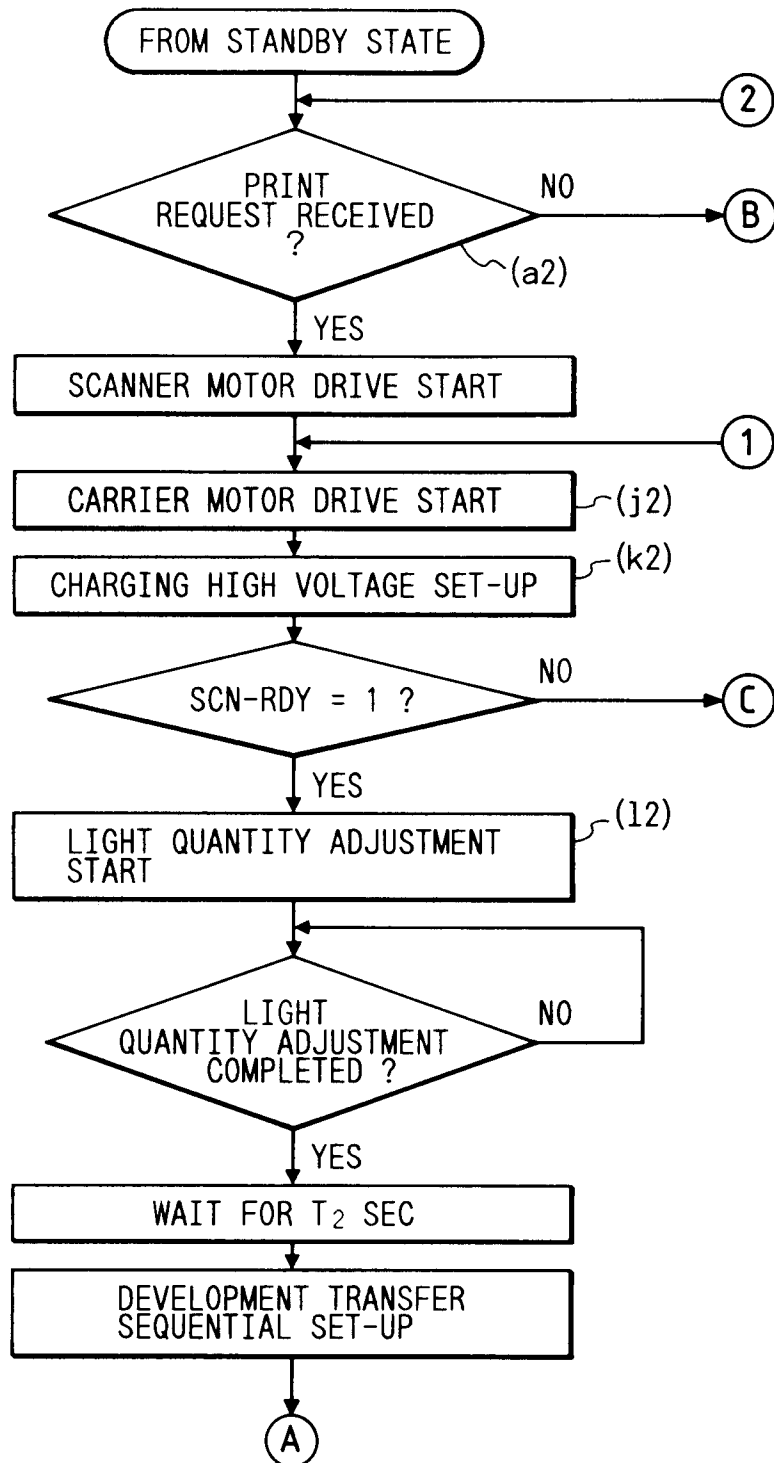 FROM STANDBY STATE
2
PRINT
REQUEST RECEIVED
?
NO
B
(a2)
YES
SCANNER MOTOR DRIVE START
1
CARRIER MOTOR DRIVE START
(j2)
CHARGING HIGH VOLTAGE SET-UP
(k2)
SCN-RDY = 1 ?
NO
C
YES
LIGHT QUANTITY ADJUSTMENT
START
(l2)
LIGHT
QUANTITY ADJUSTMENT
COMPLETED ?
NO
YES
WAIT FOR T₂ SEC
DEVELOPMENT TRANSFER
SEQUENTIAL SET-UP
A